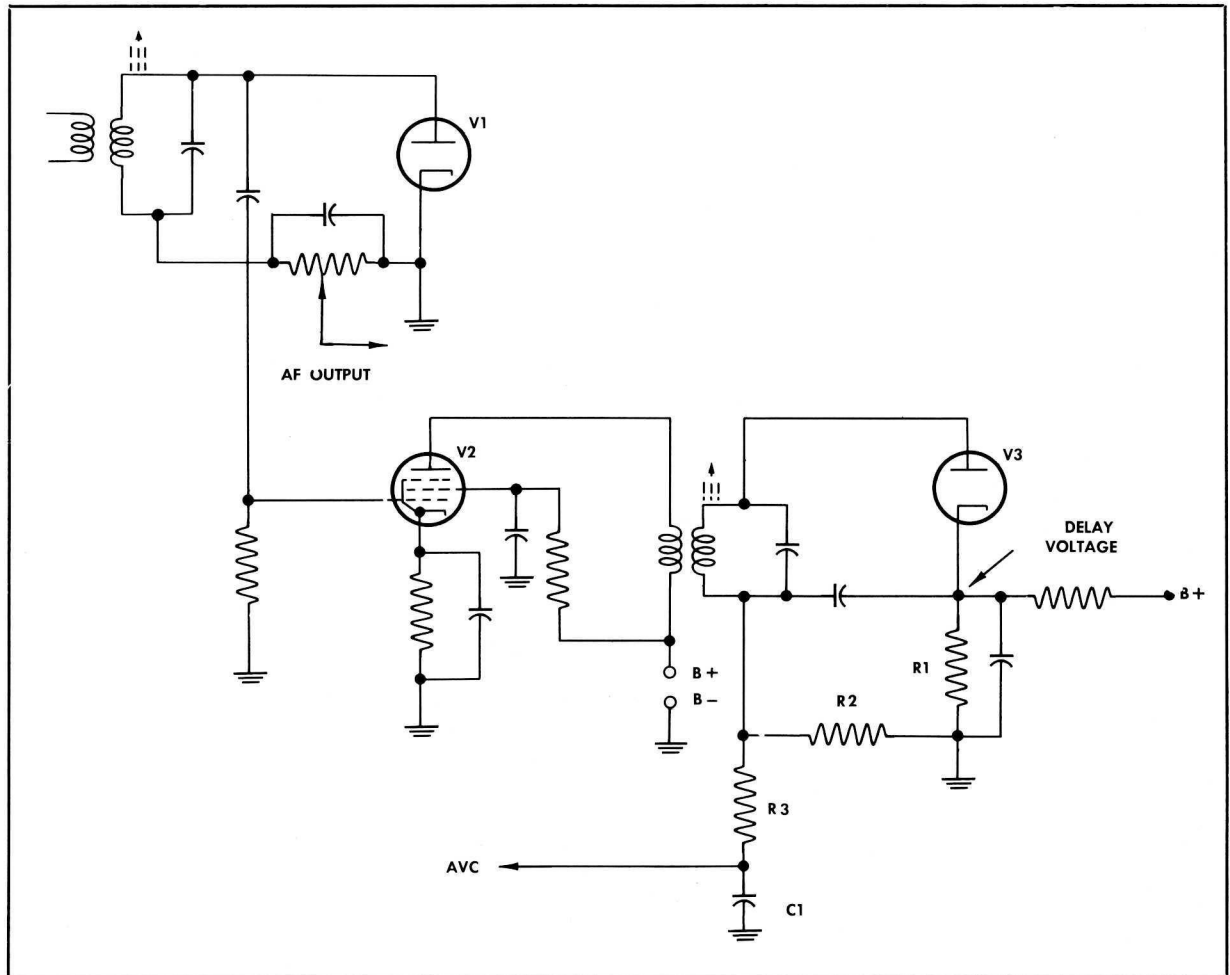 V1
AF OUTPUT
V2
V3
DELAY
VOLTAGE
B+
B+
B-
R1
R2
R3
AVC
C1